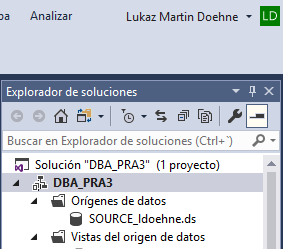 ba Analizar Lukaz Martin Doehne LD
Explorador de soluciones
Buscar en Explorador de soluciones (Ctrl+`)
Solución "DBA_PRA3" (1 proyecto)
DBA_PRA3
Orígenes de datos
SOURCE_ldoehne.ds
Vistas del origen de datos